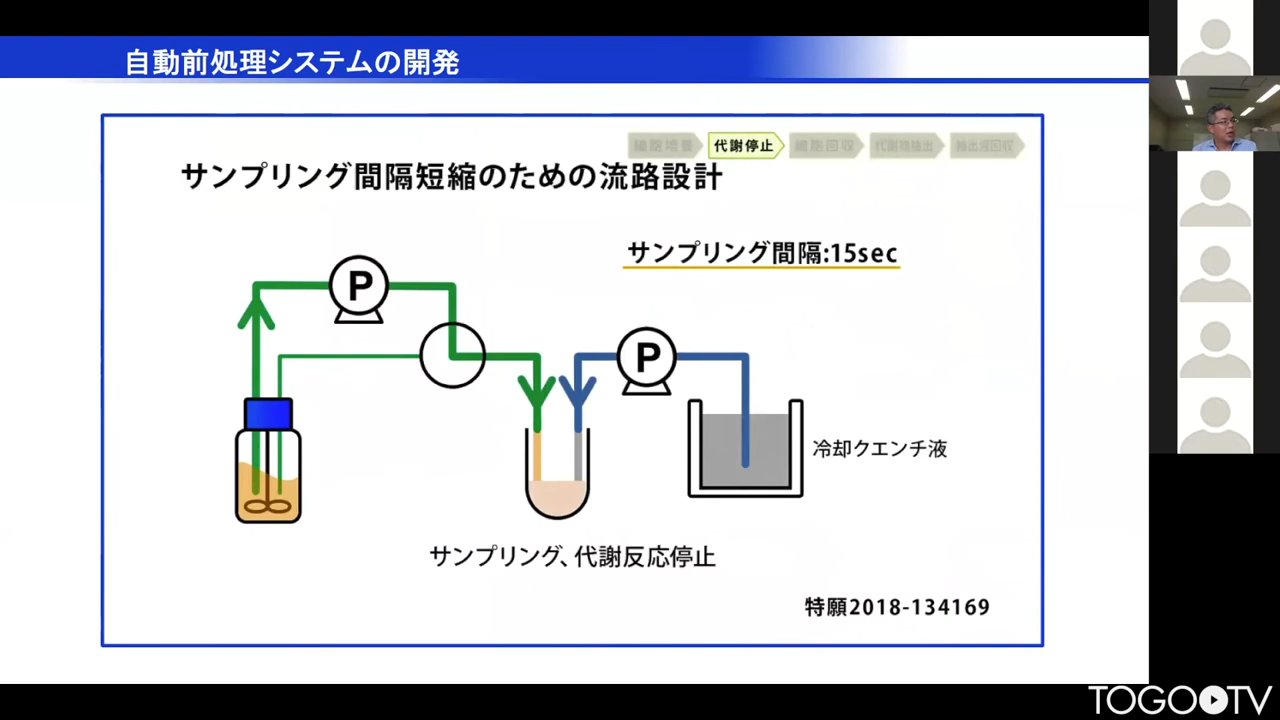 自動前処理システムの開発
細胞培養
代謝停止
細胞回収
代謝物抽出
抽出液回収
サンプリング間隔短縮のための流路設計
サンプリング間隔:15sec
P
P
冷却クエンチ液
サンプリング、代謝反応停止
特願2018-134169
TOGOTV